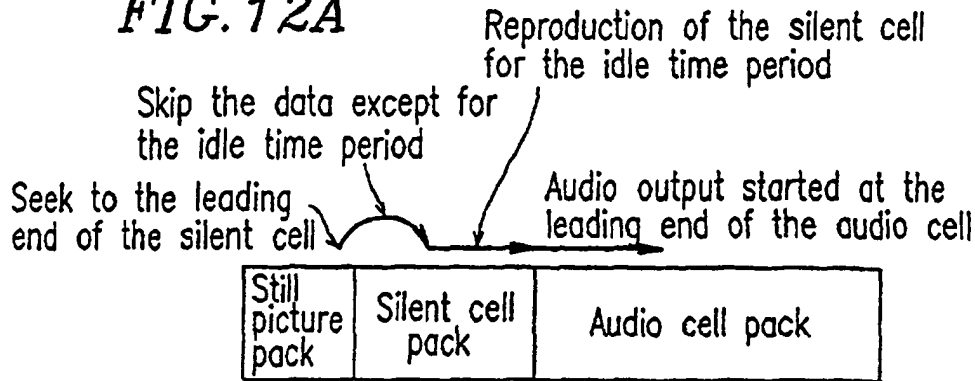 FIG. 12A
Reproduction of the silent cell
for the idle time period
Skip the data except for
the idle time period
Seek to the leading
end of the silent cell
Audio output started at the
leading end of the audio cell
Still
picture
pack
Silent cell
pack
Audio cell pack